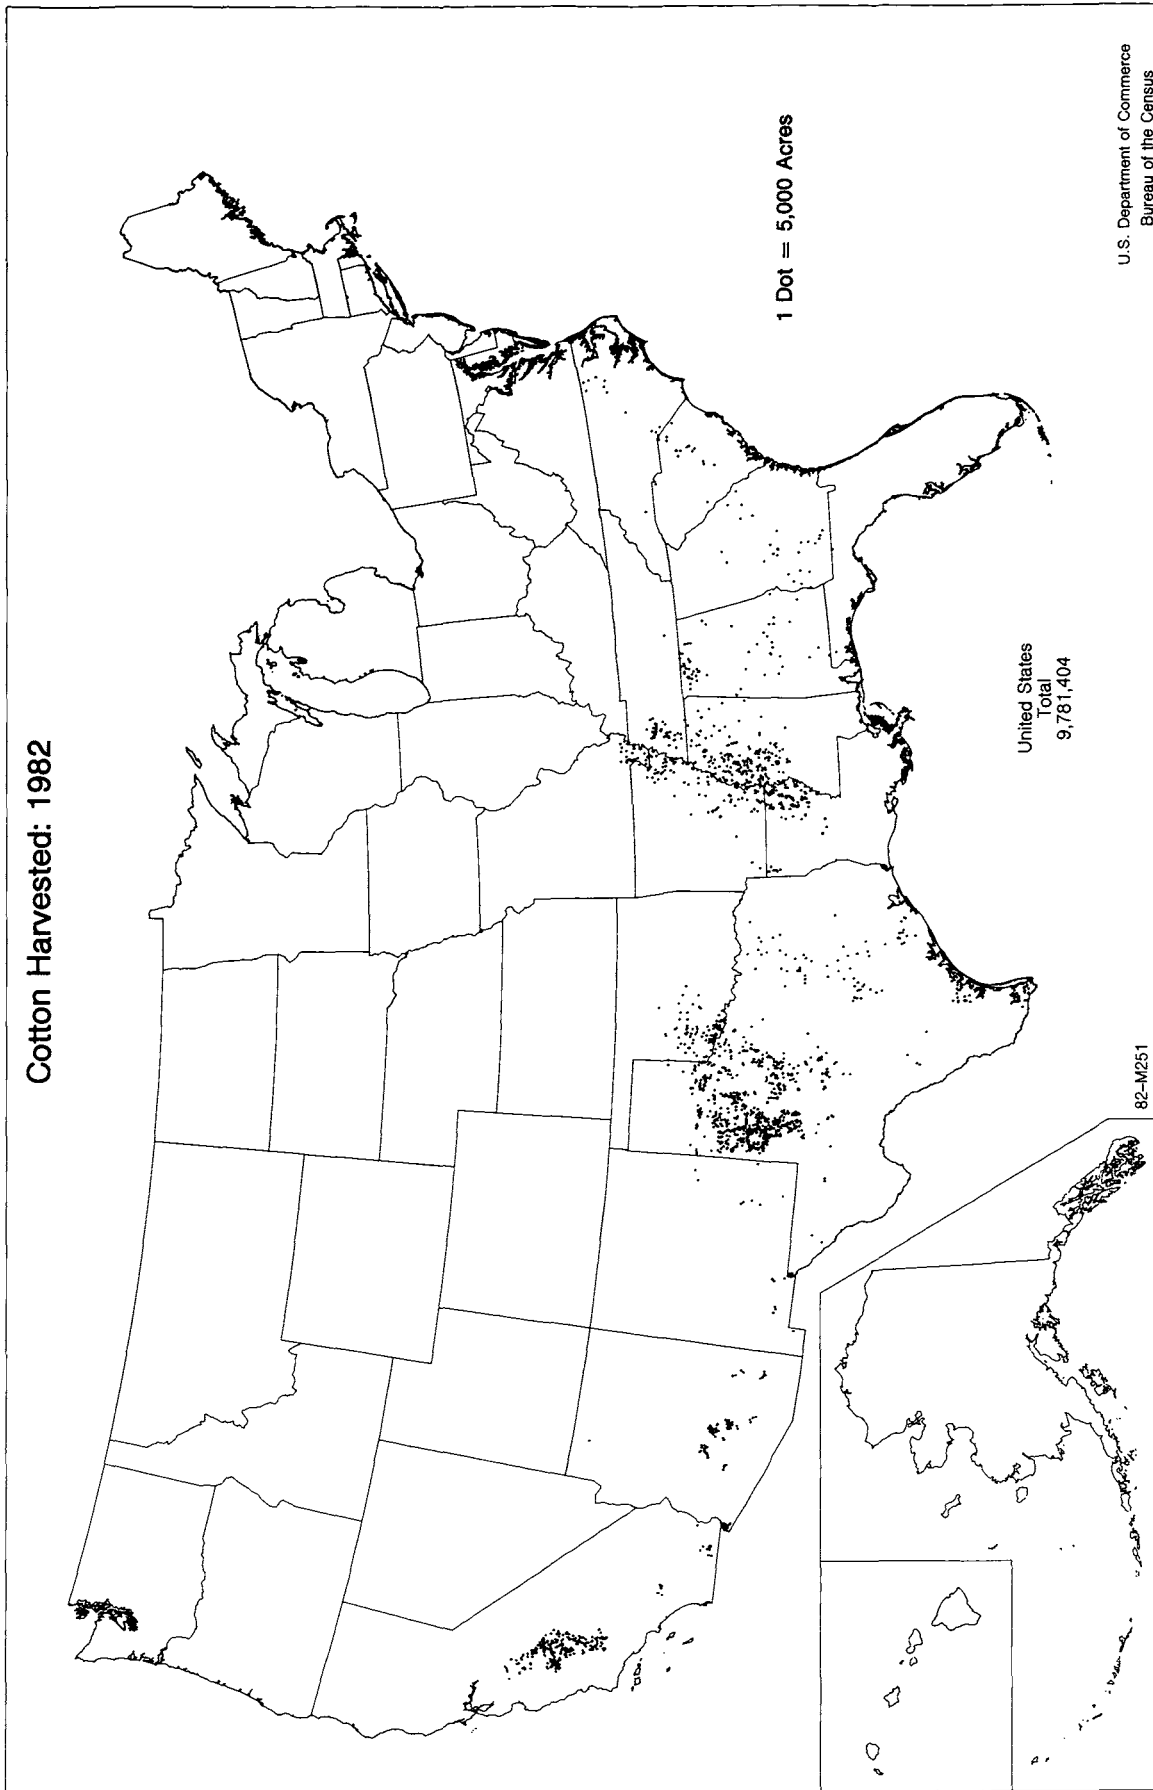 Cotton Harvested: 1982
1 Dot = 5,000 Acres
United States
Total
9,781,404
82-M251
U.S. Department of Commerce
Bureau of the Census